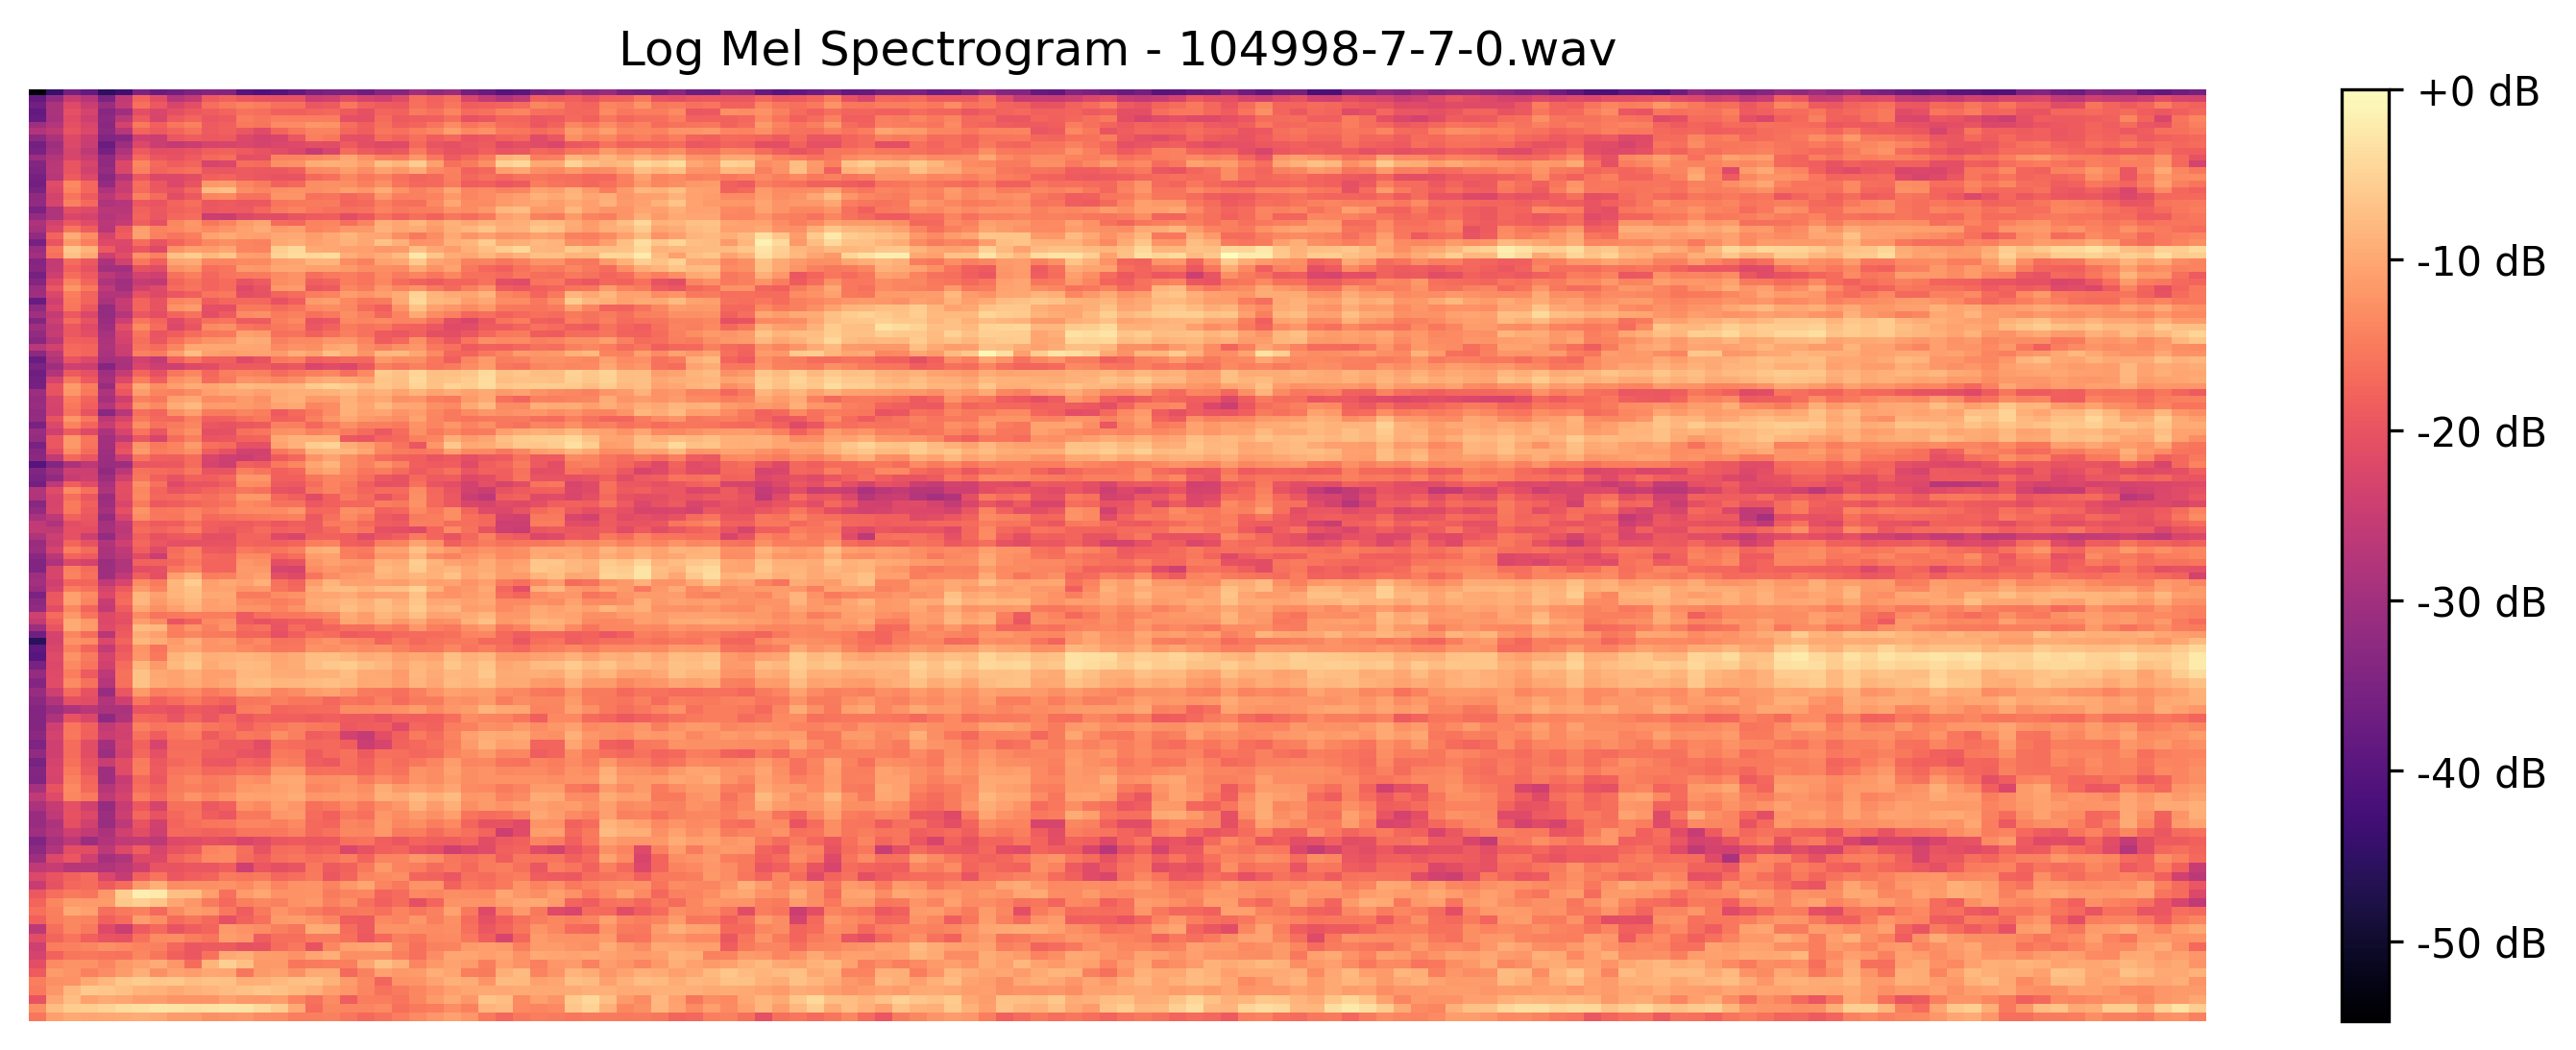 Log Mel Spectrogram - 104998-7-7-0.wav
+0 dB
-10 dB
-20 dB
-30 dB
-40 dB
-50 dB